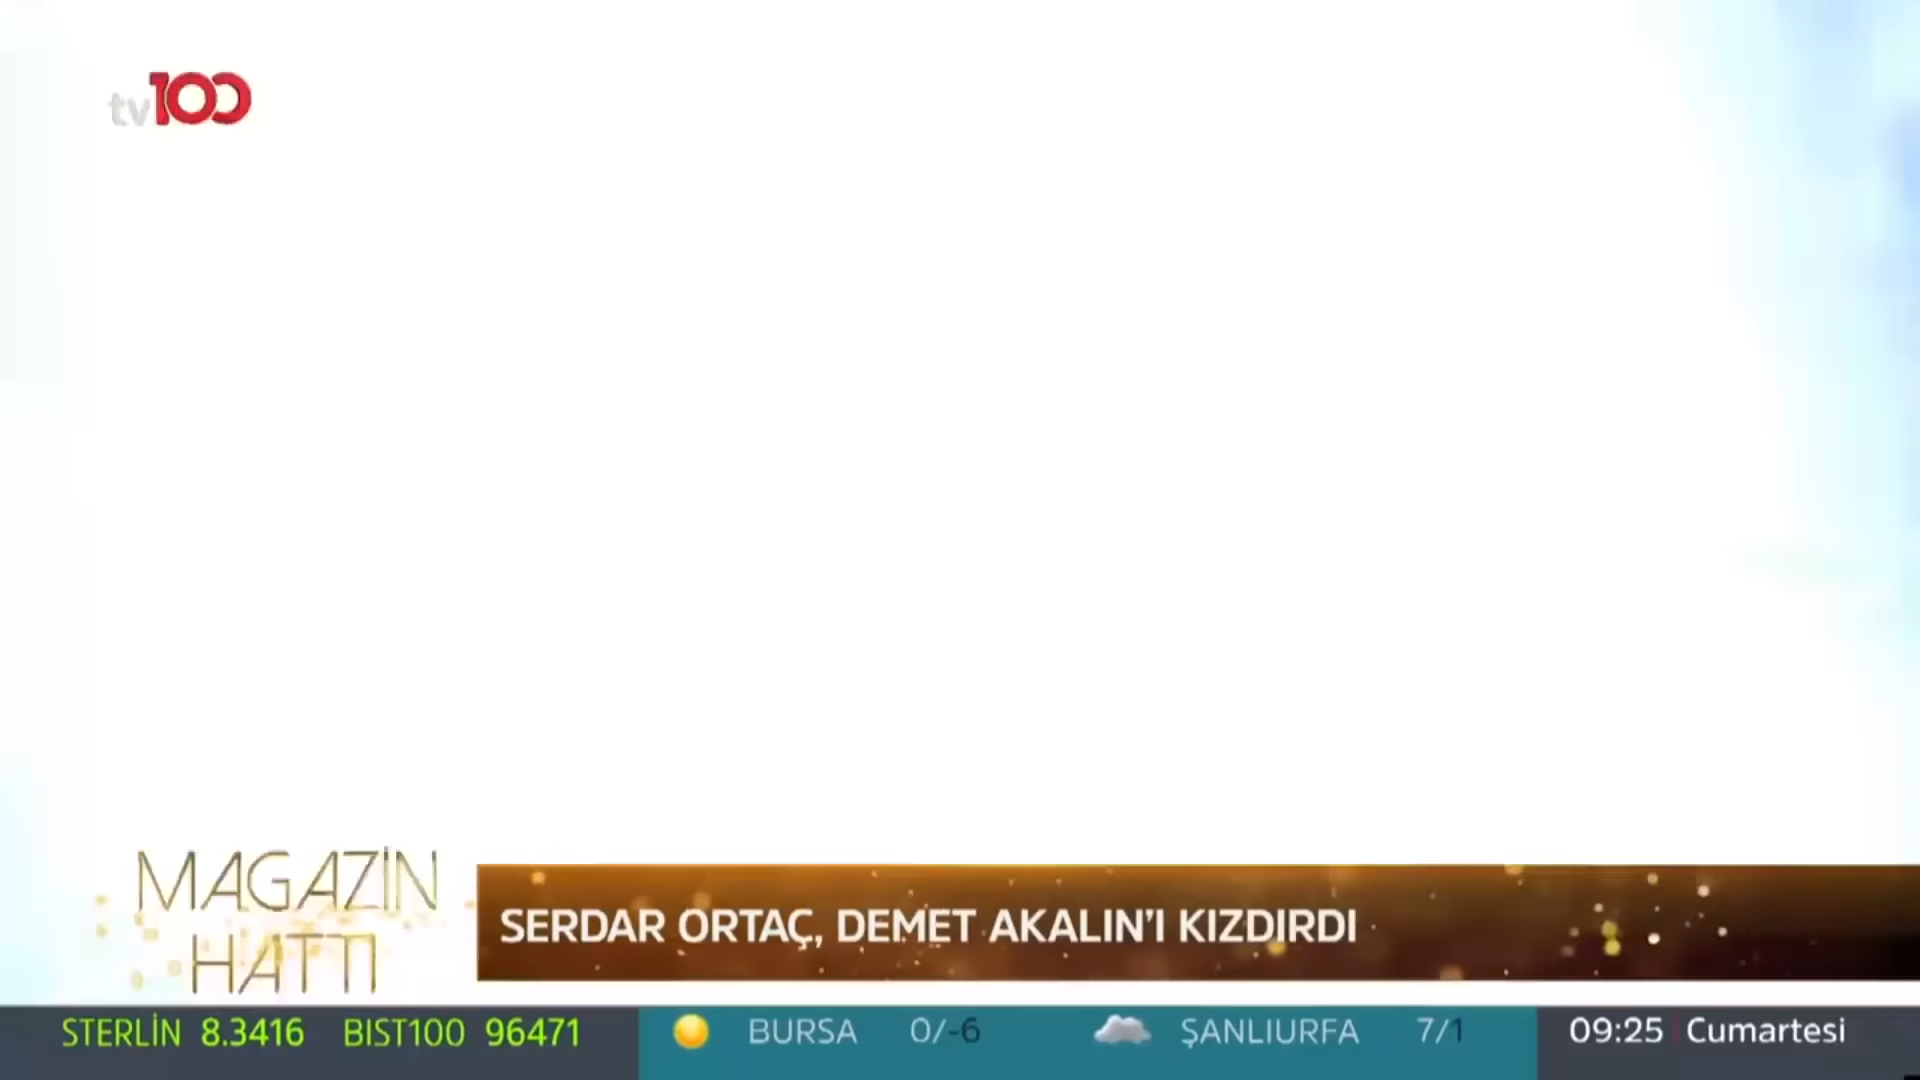 tv100
MAGAZİN
HATTI
SERDAR ORTAÇ, DEMET AKALIN'I KIZDIRDI
STERLİN 8.3416 BIST100 96471 BURSA 0/-6 ŞANLIURFA 7/1 09:25 Cumartesi